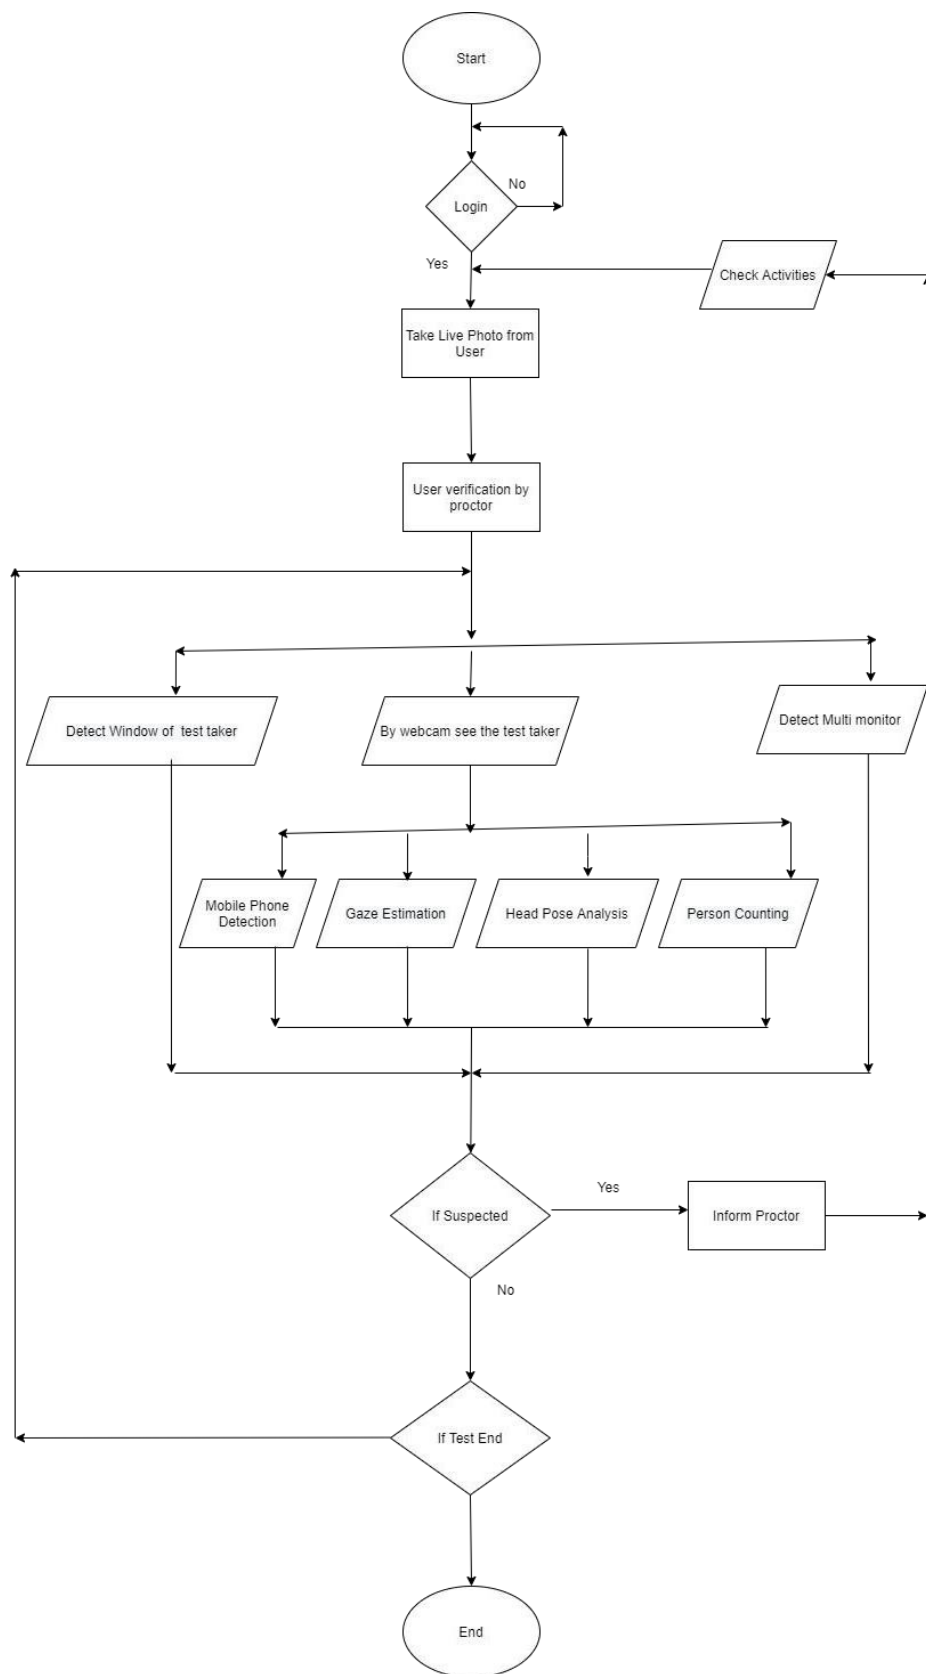 Start
No
Login
Yes
Check Activities
Take Live Photo from
User
User verification by
proctor
Detect Window of  test taker
By webcam see the test taker
Detect Multi monitor
Mobile Phone
Detection
Gaze Estimation
Head Pose Analysis
Person Counting
If Suspected
Yes
Inform Proctor
No
If Test End
End